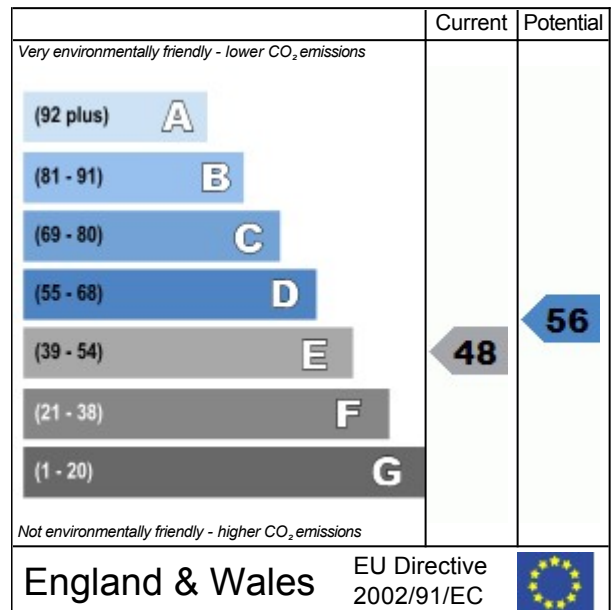 Current Potential
Very environmentally friendly - lower CO₂ emissions
(92 plus) A
(81 - 91) B
(69 - 80) C
(55 - 68) D
(39 - 54) E
(21 - 38) F
(1 - 20) G
48
56
Not environmentally friendly - higher CO₂ emissions
England & Wales
EU Directive
2002/91/EC